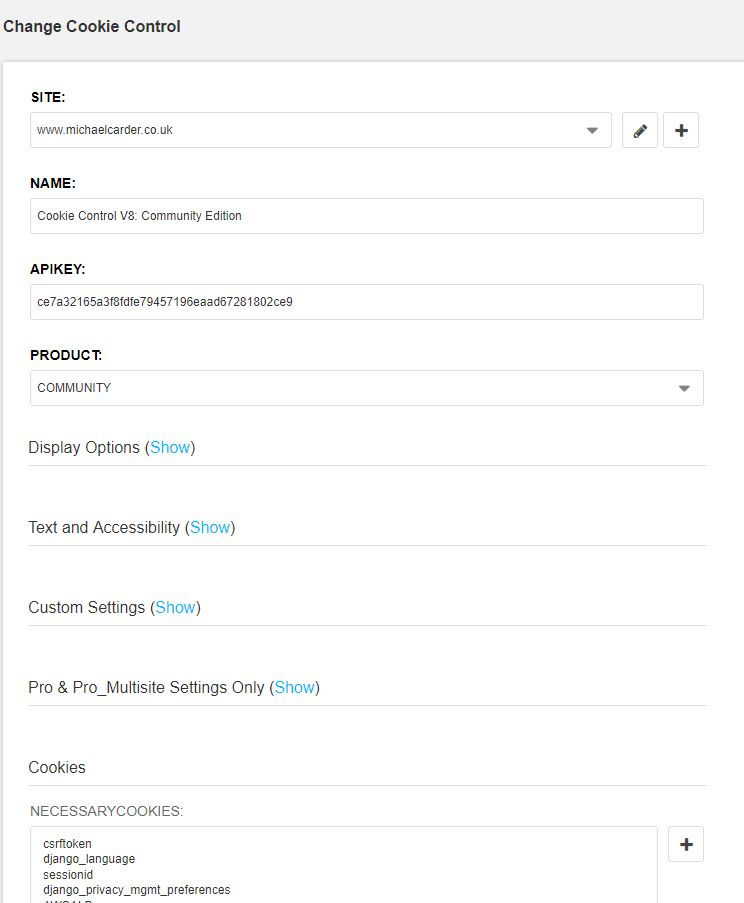 Change Cookie Control
SITE:
www.michaelcarder.co.uk
NAME:
Cookie Control V8: Community Edition
APIKEY:
ce7a32165a3f8fdfe79457196eaad67281802ce9
PRODUCT:
COMMUNITY
Display Options (Show)
Text and Accessibility (Show)
Custom Settings (Show)
Pro & Pro_Multisite Settings Only (Show)
Cookies
NECESSARYCOOKIES:
csrftoken
django_language
sessionid
django_privacy_mgmt_preferences